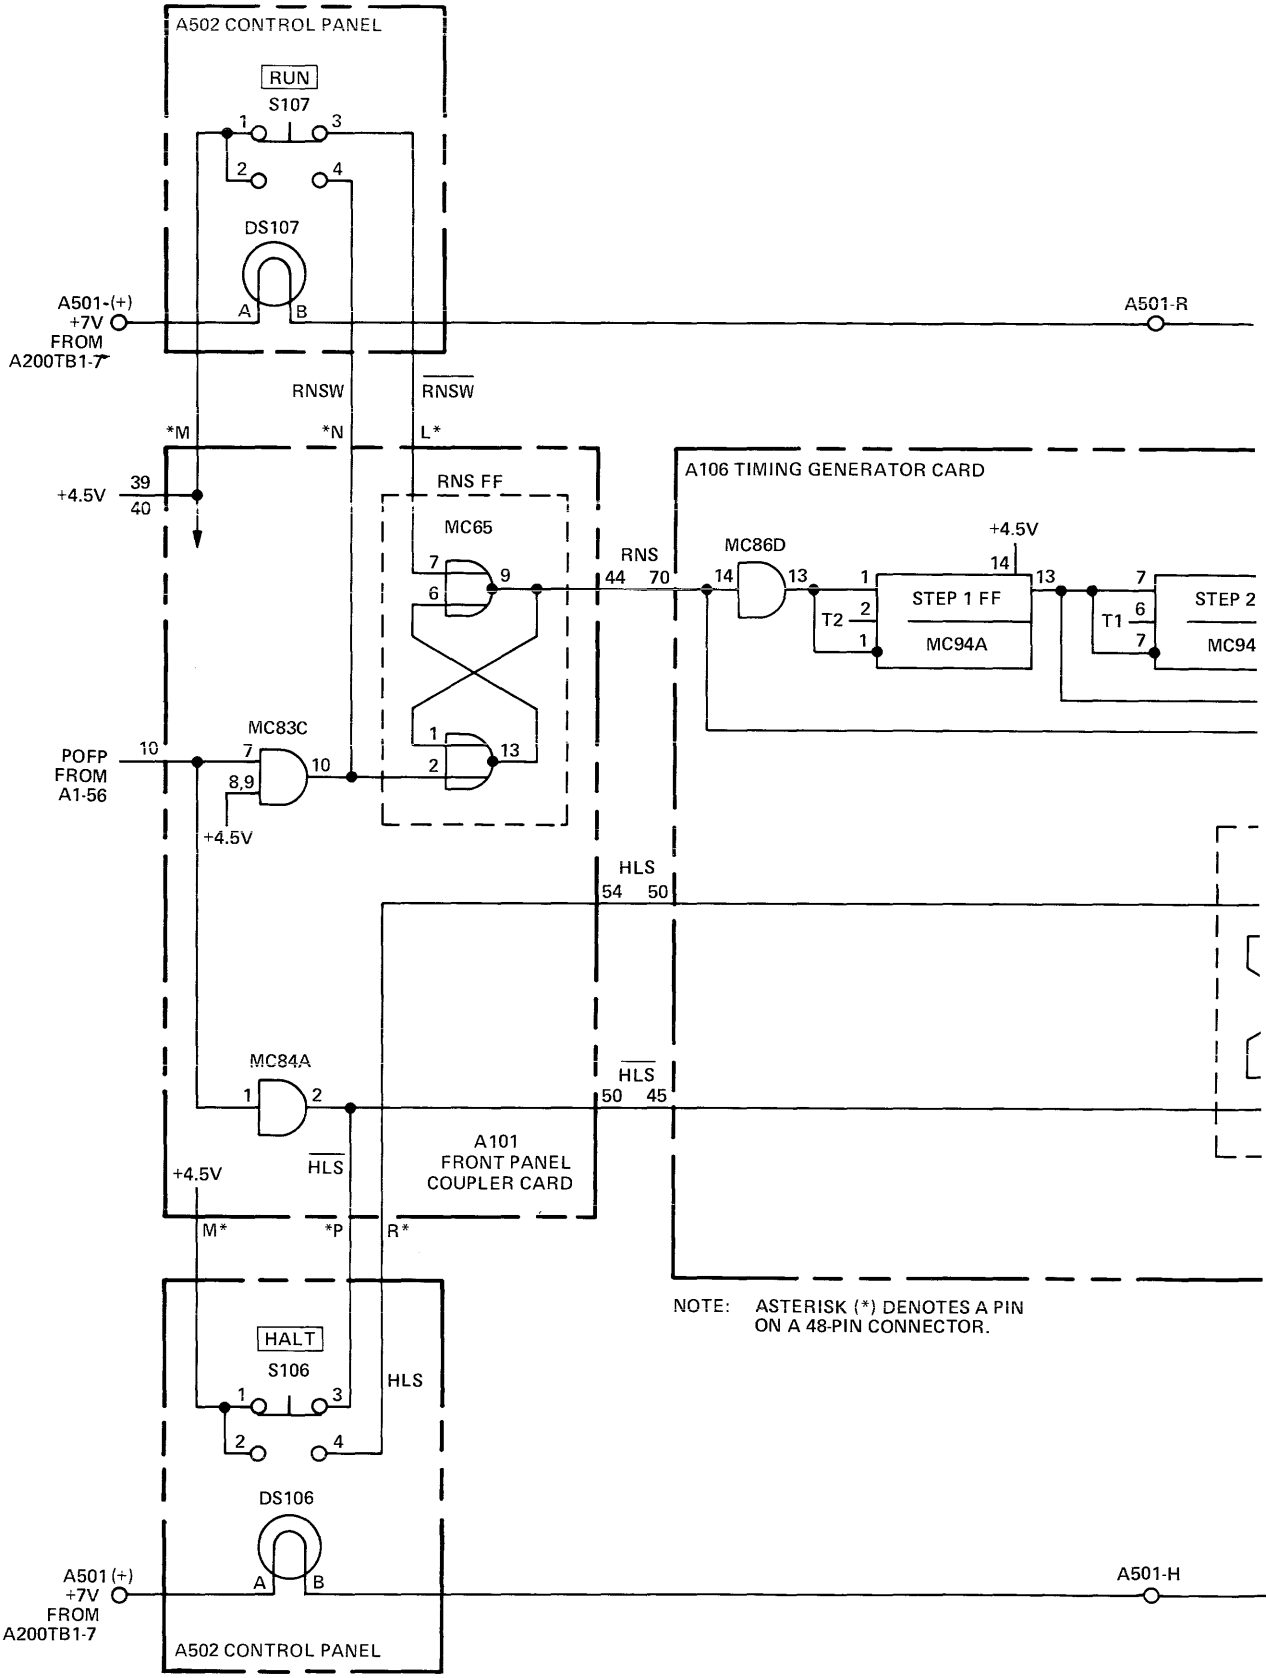 A502 CONTROL PANEL
RUN
S107
1 3
2 4
DS107
A501-(+)
+7V
FROM
A200TB1-7
A B
A501-R
RNSW RNSW
*M *N L*
39
+4.5V
40
RNS FF
MC65
7
6
9
1
2
13
RNS
44 70
A106 TIMING GENERATOR CARD
MC86D
14 13
+4.5V
14
1 STEP 1 FF 13
T2 2
1 MC94A
7 STEP 2
T1 6
7 MC94
POFP
FROM
A1-56
10
MC83C
7
8,9
10
+4.5V
HLS
54 50
MC84A
1 2
HLS
50 45
HLS
A101
FRONT PANEL
COUPLER CARD
+4.5V
M* *P R*
NOTE: ASTERISK (*) DENOTES A PIN
ON A 48-PIN CONNECTOR.
HALT
S106
1 3
2 4
HLS
DS106
A501 (+)
+7V
FROM
A200TB1-7
A B
A501-H
A502 CONTROL PANEL